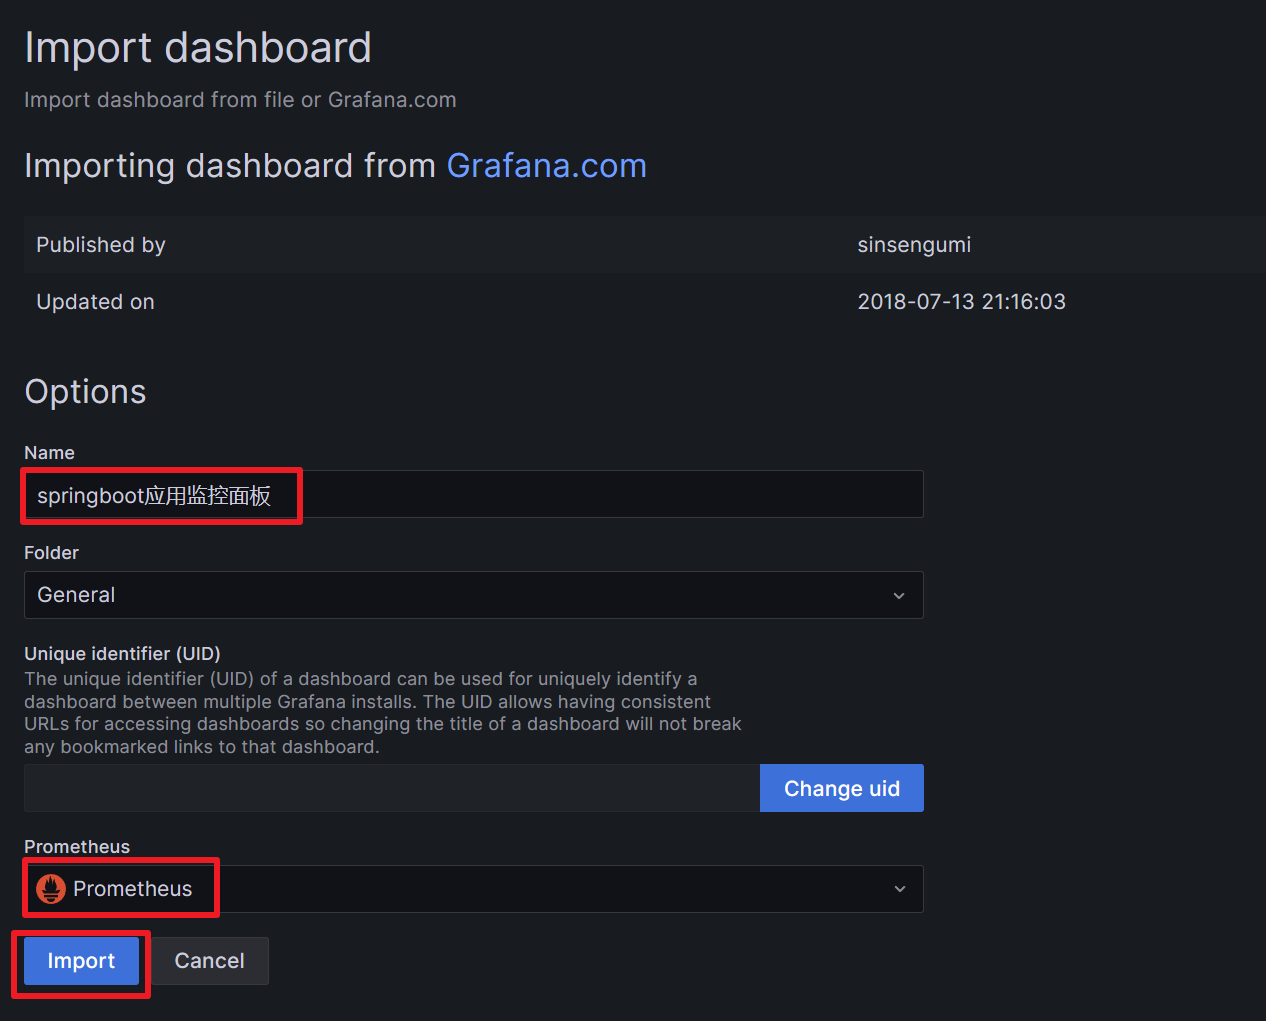 Import dashboard
Import dashboard from file or Grafana.com
Importing dashboard from Grafana.com
Published by sinsengumi
Updated on 2018-07-13 21:16:03
Options
Name
springboot应用监控面板
Folder
General
Unique identifier (UID)
The unique identifier (UID) of a dashboard can be used for uniquely identify a
dashboard between multiple Grafana installs. The UID allows having consistent
URLs for accessing dashboards so changing the title of a dashboard will not break
any bookmarked links to that dashboard.
Change uid
Prometheus
Prometheus
Import Cancel